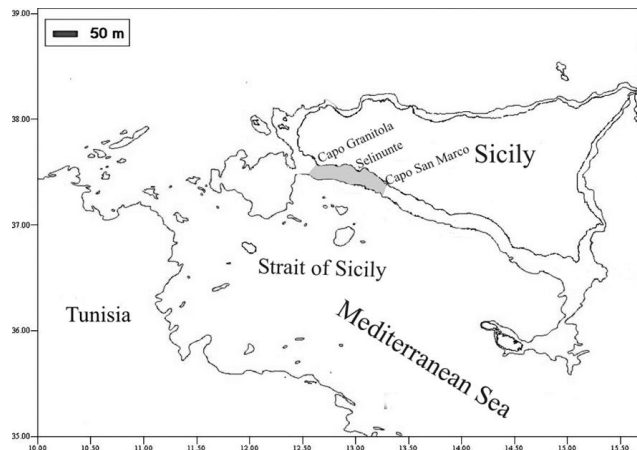 39.00
50 m
38.00
Capo Granitola
Selinunte
Capo San Marco
Sicily
37.00
Strait of Sicily
Tunisia
36.00
Mediterranean Sea
35.00
10.00 10.50 11.00 11.50 12.00 12.50 13.00 13.50 14.00 14.50 15.00 15.50